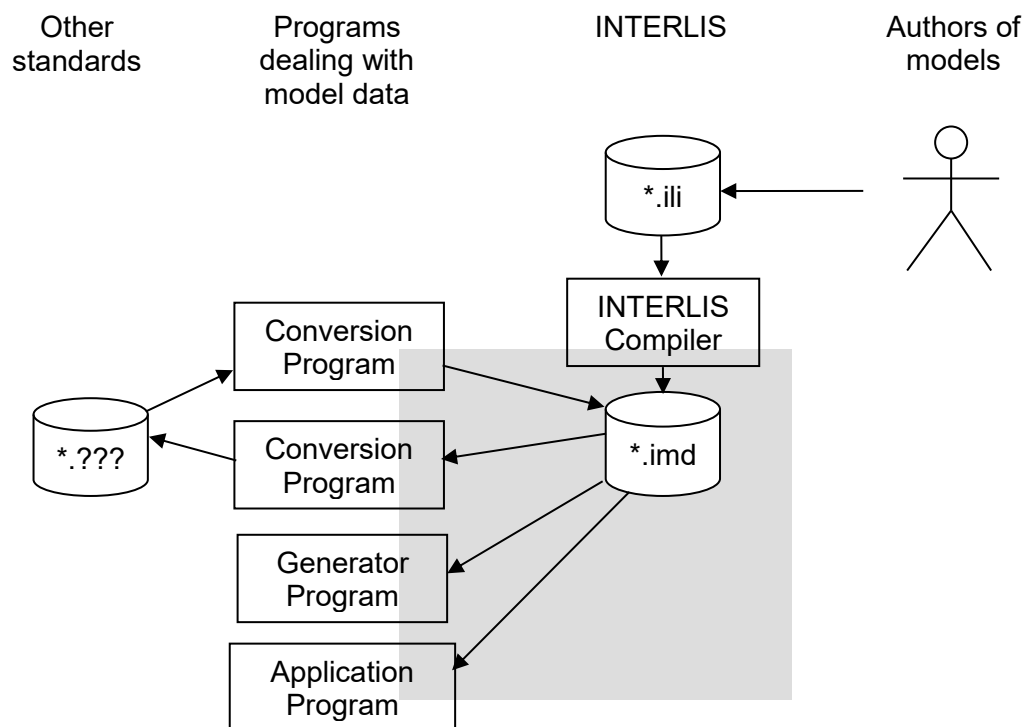 Other
standards
Programs
dealing with
model data
INTERLIS
Authors of
models
*.ili
INTERLIS
Compiler
Conversion
Program
*.???
Conversion
Program
*.imd
Generator
Program
Application
Program